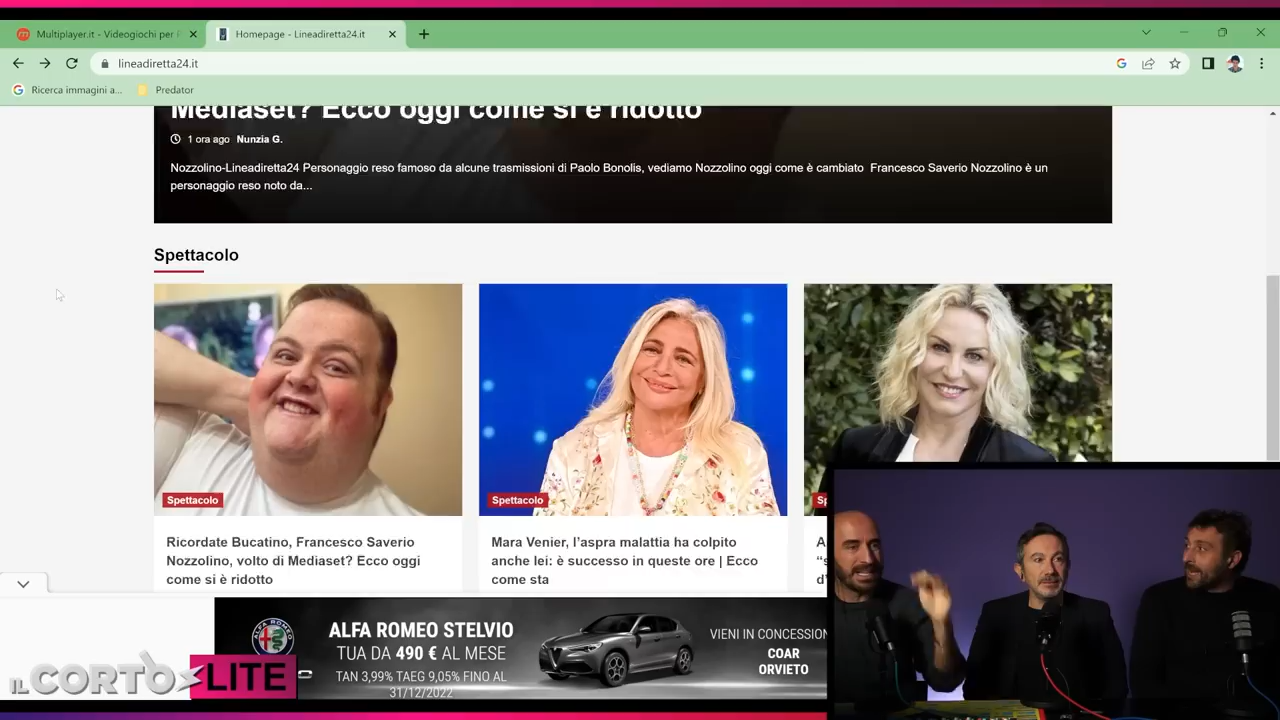 Multiplayer.it - Videogiochi per
Homepage - Lineadiretta24.it
lineadiretta24.it
Ricerca immagini a...
Predator
Mediaset? Ecco oggi come si è ridotto
1 ora ago Nunzia G.
Nozzolino-Lineadiretta24 Personaggio reso famoso da alcune trasmissioni di Paolo Bonolis, vediamo Nozzolino oggi come è cambiato Francesco Saverio Nozzolino è un
personaggio reso noto da...
Spettacolo
Spettacolo
Spettacolo
Sp
Ricordate Bucatino, Francesco Saverio
Nozzolino, volto di Mediaset? Ecco oggi
come si è ridotto
Mara Venier, l'aspra malattia ha colpito
anche lei: è successo in queste ore | Ecco
come sta
A
"s
d'
ALFA ROMEO STELVIO
TUA DA 490 € AL MESE
TAN 3,99% TAEG 9,05% FINO AL
31/12/2022
VIENI IN CONCESSION
COAR
ORVIETO
IL CORTÒS LITE